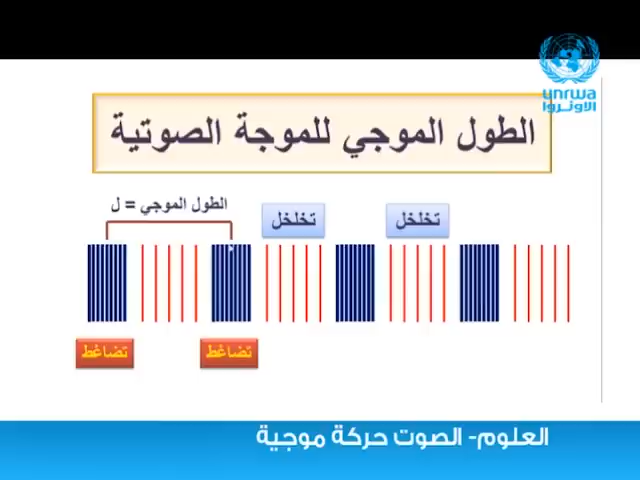 unrwa
الأونروا
الطول الموجي للموجة الصوتية
الطول الموجي = ل
تخلخل
تخلخل
تضاغط
تضاغط
العلوم- الصوت حركة موجية